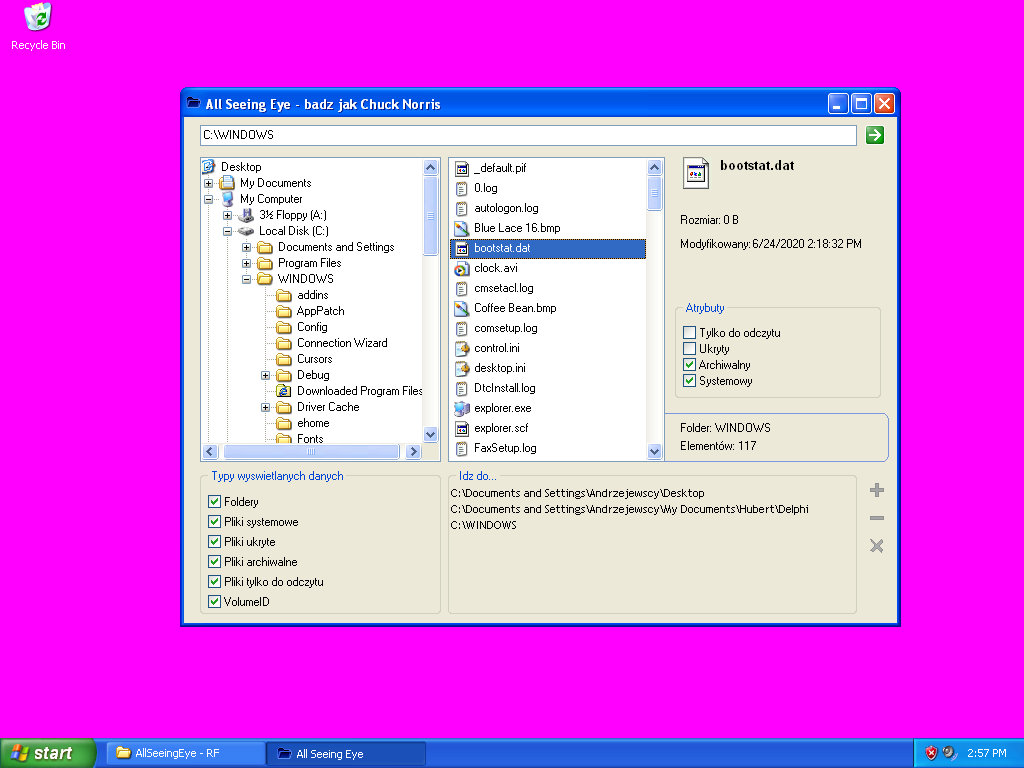 Recycle Bin
All Seeing Eye - badz jak Chuck Norris
C:\WINDOWS
Desktop
My Documents
My Computer
3½ Floppy (A:)
Local Disk (C:)
Documents and Settings
Program Files
WINDOWS
addins
AppPatch
Config
Connection Wizard
Cursors
Debug
Downloaded Program Files
Driver Cache
ehome
Fonts
_default.pif
0.log
autologon.log
Blue Lace 16.bmp
bootstat.dat
clock.avi
cmsetacl.log
Coffee Bean.bmp
comsetup.log
control.ini
desktop.ini
DtcInstall.log
explorer.exe
explorer.scf
FaxSetup.log
bootstat.dat
Rozmiar: 0 B
Modyfikowany: 6/24/2020 2:18:32 PM
Atrybuty
Tylko do odczytu
Ukryty
Archiwalny
Systemowy
Folder: WINDOWS
Elementów: 117
Typy wyswietlanych danych
Foldery
Pliki systemowe
Pliki ukryte
Pliki archiwalne
Pliki tylko do odczytu
VolumeID
Idz do...
C:\Documents and Settings\Andrzejewscy\Desktop
C:\Documents and Settings\Andrzejewscy\My Documents\Hubert\Delphi
C:\WINDOWS
start
AllSeeingEye - RF
All Seeing Eye
2:57 PM